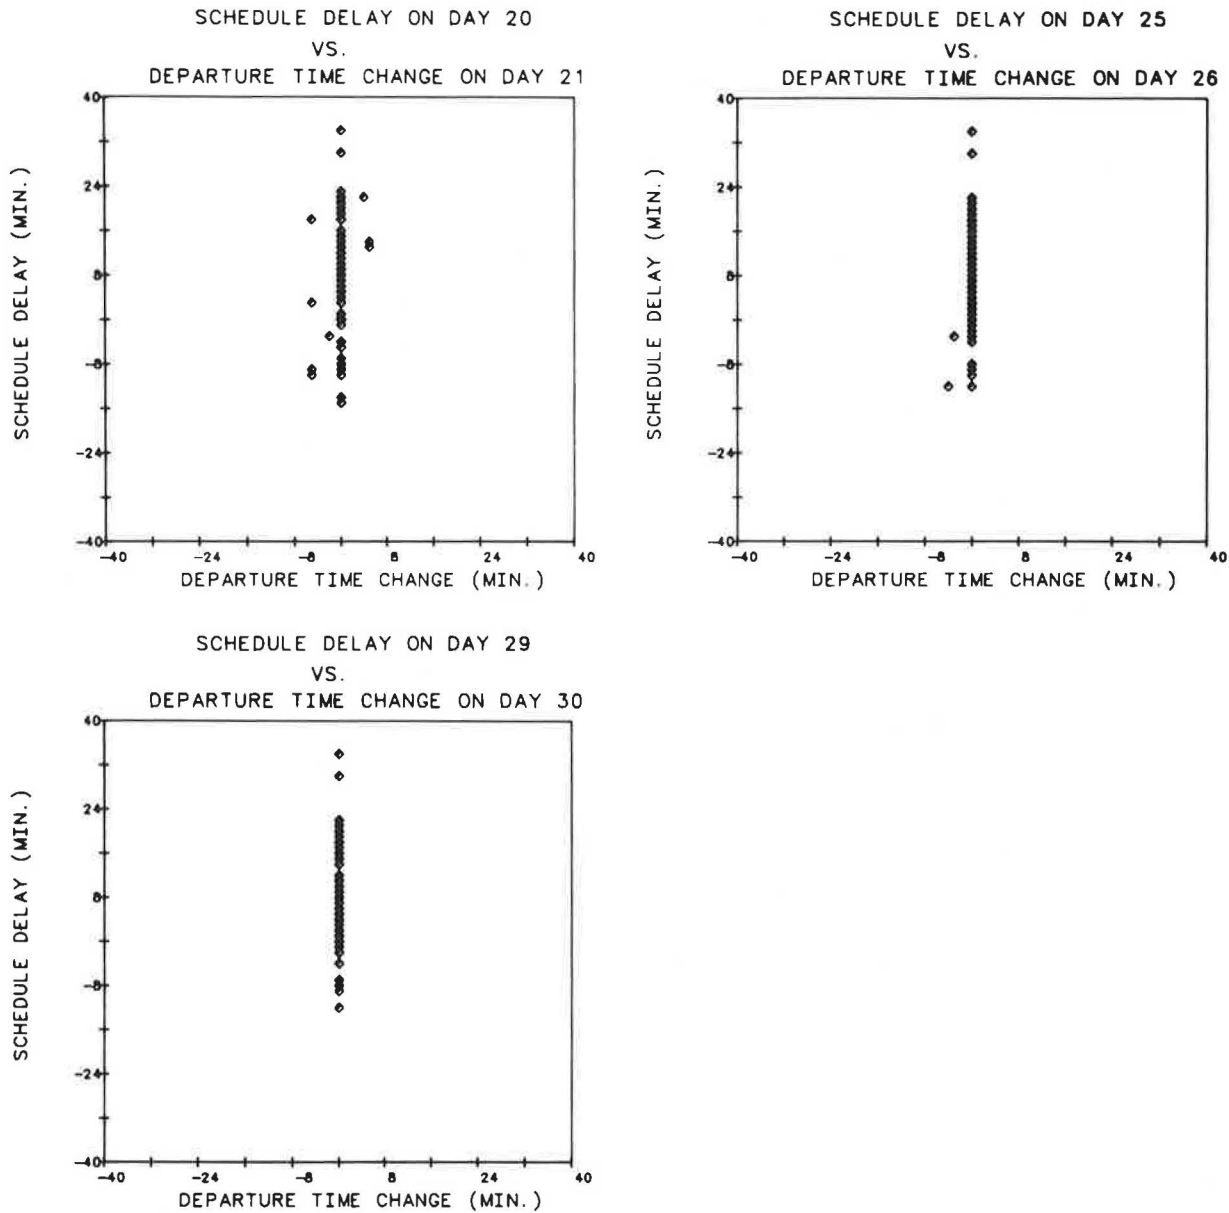 SCHEDULE DELAY ON DAY 20
VS.
DEPARTURE TIME CHANGE ON DAY 21
40
24
8
-8
-24
-40
SCHEDULE DELAY (MIN.)
-40 -24 -8 8 24 40
DEPARTURE TIME CHANGE (MIN.)
SCHEDULE DELAY ON DAY 25
VS.
DEPARTURE TIME CHANGE ON DAY 26
40
24
8
-8
-24
-40
SCHEDULE DELAY (MIN.)
-40 -24 -8 8 24 40
DEPARTURE TIME CHANGE (MIN.)
SCHEDULE DELAY ON DAY 29
VS.
DEPARTURE TIME CHANGE ON DAY 30
40
24
8
-8
-24
-40
SCHEDULE DELAY (MIN.)
-40 -24 -8 8 24 40
DEPARTURE TIME CHANGE (MIN.)